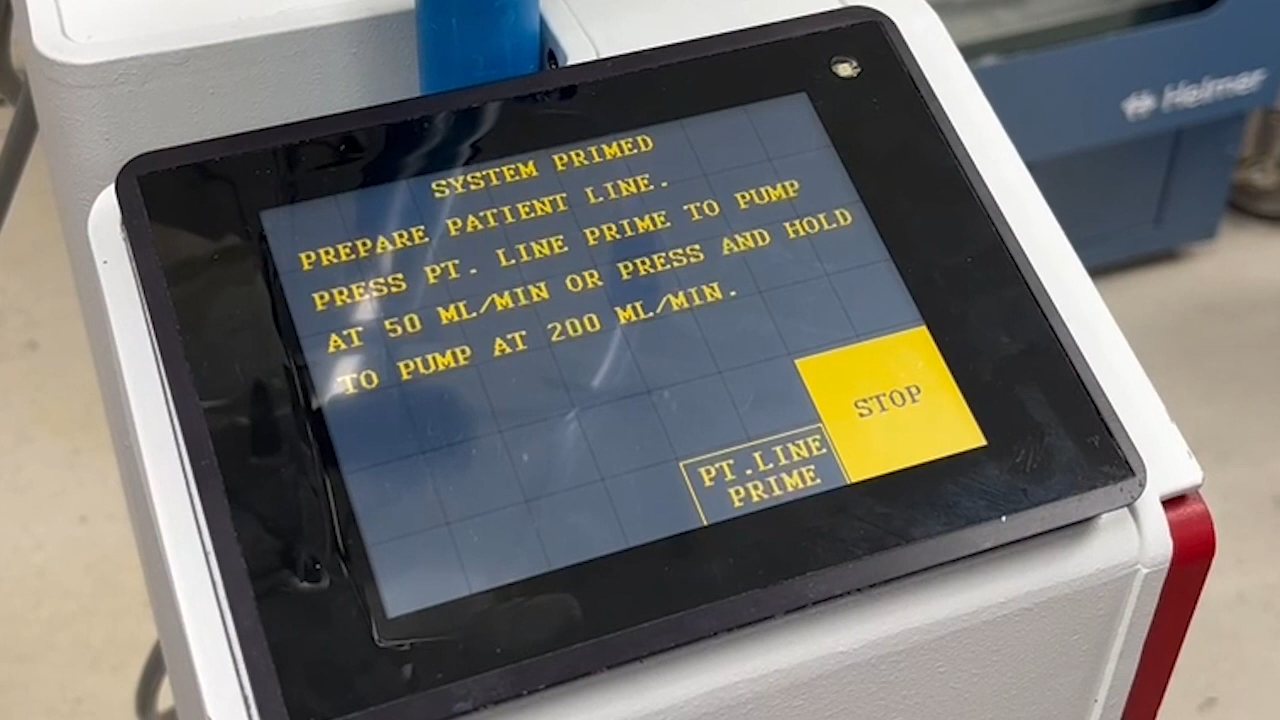 Helmer
SYSTEM PRIMED
PREPARE PATIENT LINE.
PRESS PT. LINE PRIME TO PUMP
AT 50 ML/MIN OR PRESS AND HOLD
TO PUMP AT 200 ML/MIN.
STOP
PT.LINE
PRIME